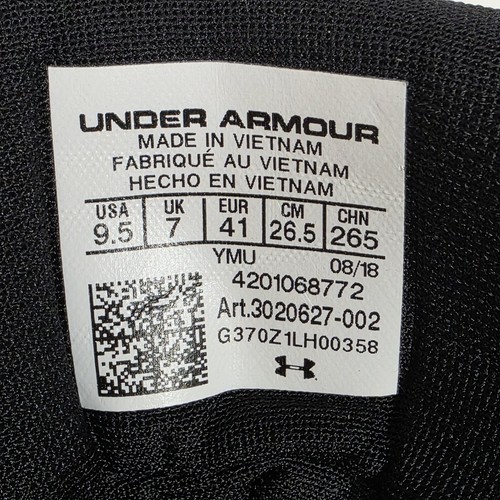 UNDER ARMOUR
MADE IN VIETNAM
FABRIQUÉ AU VIETNAM
HECHO EN VIETNAM
USA UK EUR CM CHN
9.5 7 41 26.5 265
YMU 08/18
4201068772
Art.3020627-002
G370Z1LH00358